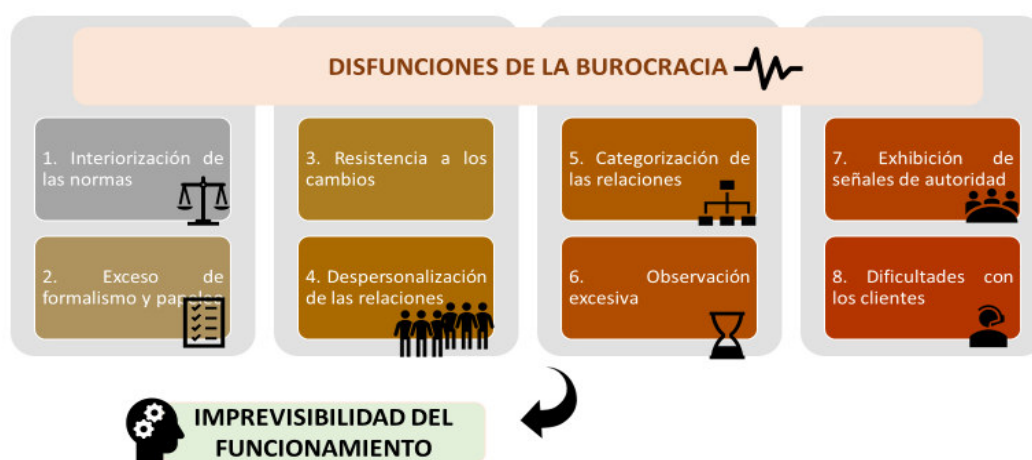 DISFUNCIONES DE LA BUROCRACIA
1. Interiorización de
las normas
2. Exceso de
formalismo y papeleo
3. Resistencia a los
cambios
4. Despersonalización
de las relaciones
5. Categorización de
las relaciones
6. Observación
excesiva
7. Exhibición de
señales de autoridad
8. Dificultades con
los clientes
IMPREVISIBILIDAD DEL
FUNCIONAMIENTO